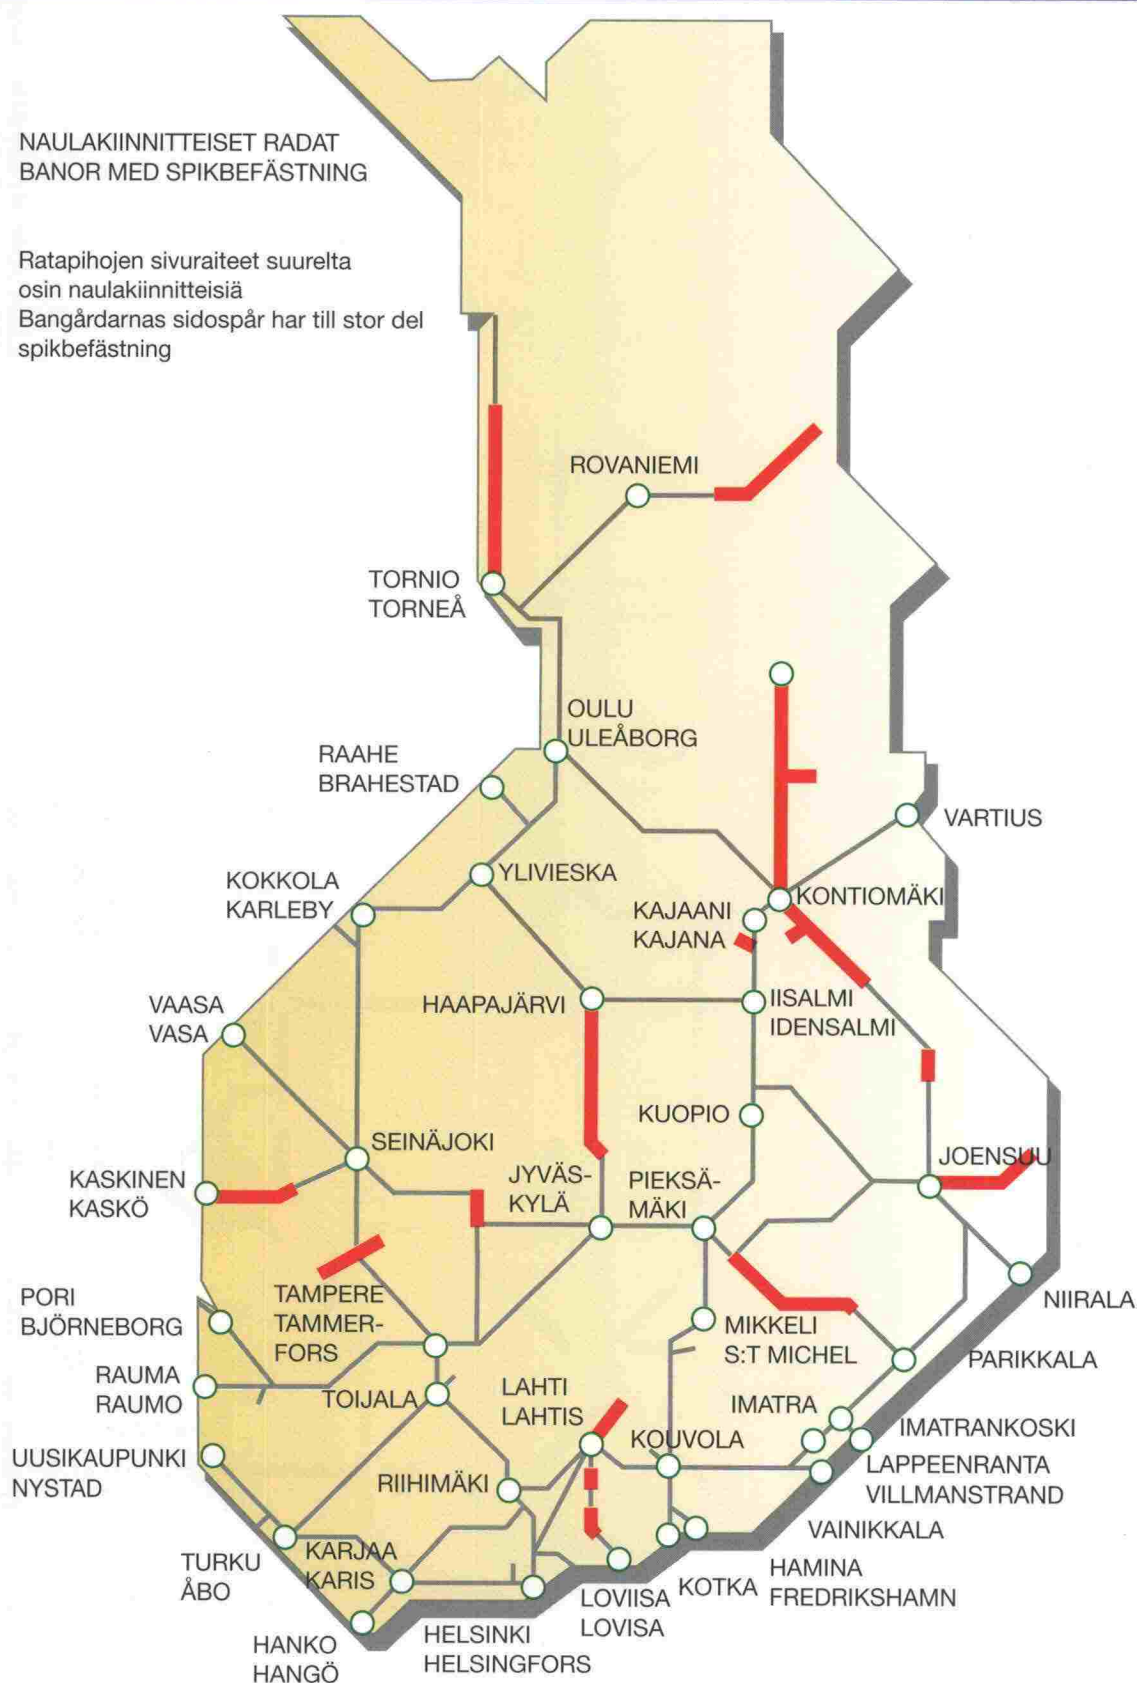 NAULAKIINNITTEISET RADAT
BANOR MED SPIKBEFÄSTNING
Ratapihojen sivuraiteet suurelta
osin naulakiinnitteisiä
Bangårdarnas sidospår har till stor del
spikbefästning
ROVANIEMI
TORNIO
TORNEÅ
OULU
ULEÅBORG
RAAHE
BRAHESTAD
VARTIUS
YLIVIESKA
KOKKOLA
KARLEBY
KONTIOMÄKI
KAJAANI
KAJANA
VAASA
VASA
HAAPAJÄRVI
IISALMI
IDENSALMI
KUOPIO
SEINÄJOKI
JOENSUU
KASKINEN
KASKÖ
JYVÄS-
KYLÄ
PIEKSÄ-
MÄKI
PORI
BJÖRNEBORG
TAMPERE
TAMMER-
FORS
NIIRALA
MIKKELI
S:T MICHEL
PARIKKALA
RAUMA
RAUMO
TOIJALA
LAHTI
LAHTIS
IMATRA
IMATRANKOSKI
UUSIKAUPUNKI
NYSTAD
KOUVOLA
RIIHIMÄKI
LAPPEENRANTA
VILLMANSTRAND
VAINIKKALA
TURKU
ÅBO
KARJAA
KARIS
HAMINA
FREDRIKSHAMN
KOTKA
LOVIISA
LOVISA
HANKO
HANGÖ
HELSINKI
HELSINGFORS